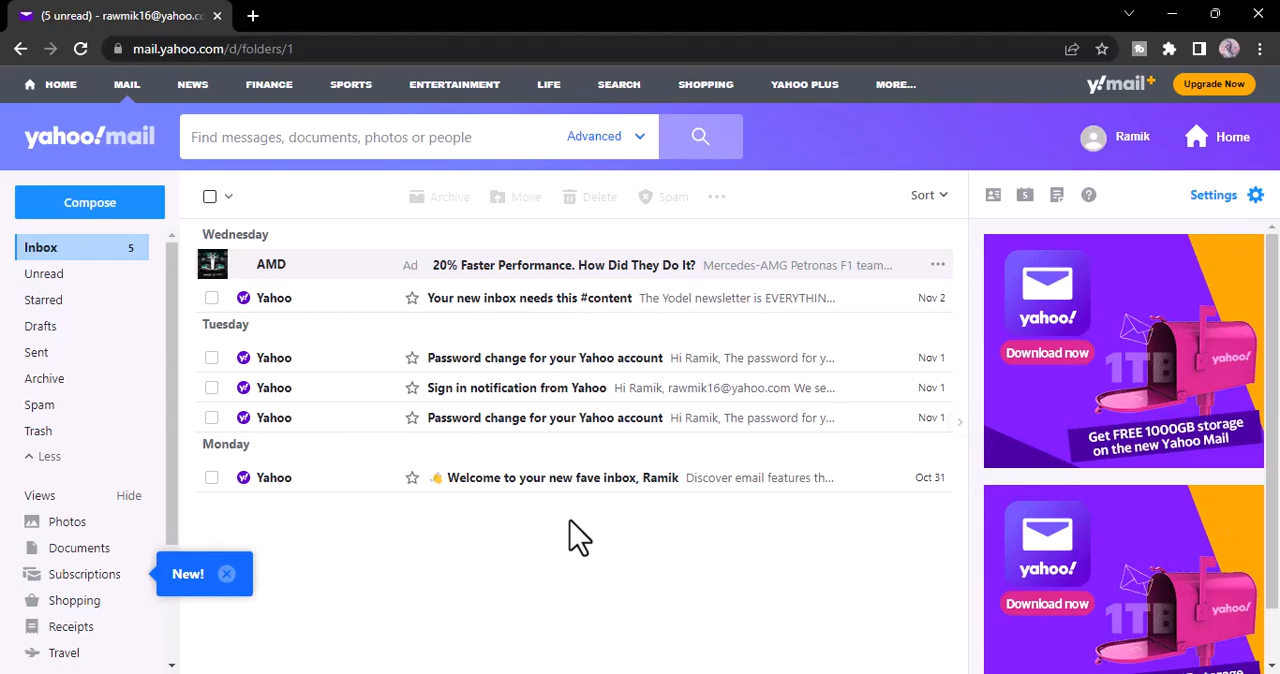 (5 unread) - rawmik16@yahoo.co
mail.yahoo.com/d/folders/1
HOME MAIL NEWS FINANCE SPORTS ENTERTAINMENT LIFE SEARCH SHOPPING YAHOO PLUS MORE... y!mail+ Upgrade Now
yahoo!mail Find messages, documents, photos or people Advanced Ramik Home
Compose
Archive Move Delete Spam ••• Sort
5
Settings
Inbox 5
Unread
Starred
Drafts
Sent
Archive
Spam
Trash
Less
Views Hide
Photos
Documents
Subscriptions
New!
Shopping
Receipts
Travel
Wednesday
AMD Ad 20% Faster Performance. How Did They Do It? Mercedes-AMG Petronas F1 team... •••
Yahoo Your new inbox needs this #content The Yodel newsletter is EVERYTHIN... Nov 2
Tuesday
Yahoo Password change for your Yahoo account Hi Ramik, The password for y... Nov 1
Yahoo Sign in notification from Yahoo Hi Ramik, rawmik16@yahoo.com We se... Nov 1
Yahoo Password change for your Yahoo account Hi Ramik, The password for y... Nov 1
Monday
Yahoo 👋 Welcome to your new fave inbox, Ramik Discover email features th... Oct 31
yahoo!
Download now
1TB
yahoo!
Get FREE 1000GB storage
on the new Yahoo Mail
yahoo!
Download now
1TB
yahoo!